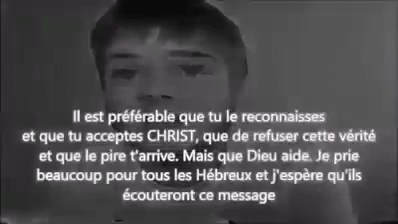 Il est préférable que tu le reconnaisses
et que tu acceptes CHRIST, que de refuser cette vérité
et que le pire t'arrive. Mais que Dieu aide. Je prie
beaucoup pour tous les Hébreux et j'espère qu'ils
écouteront ce message